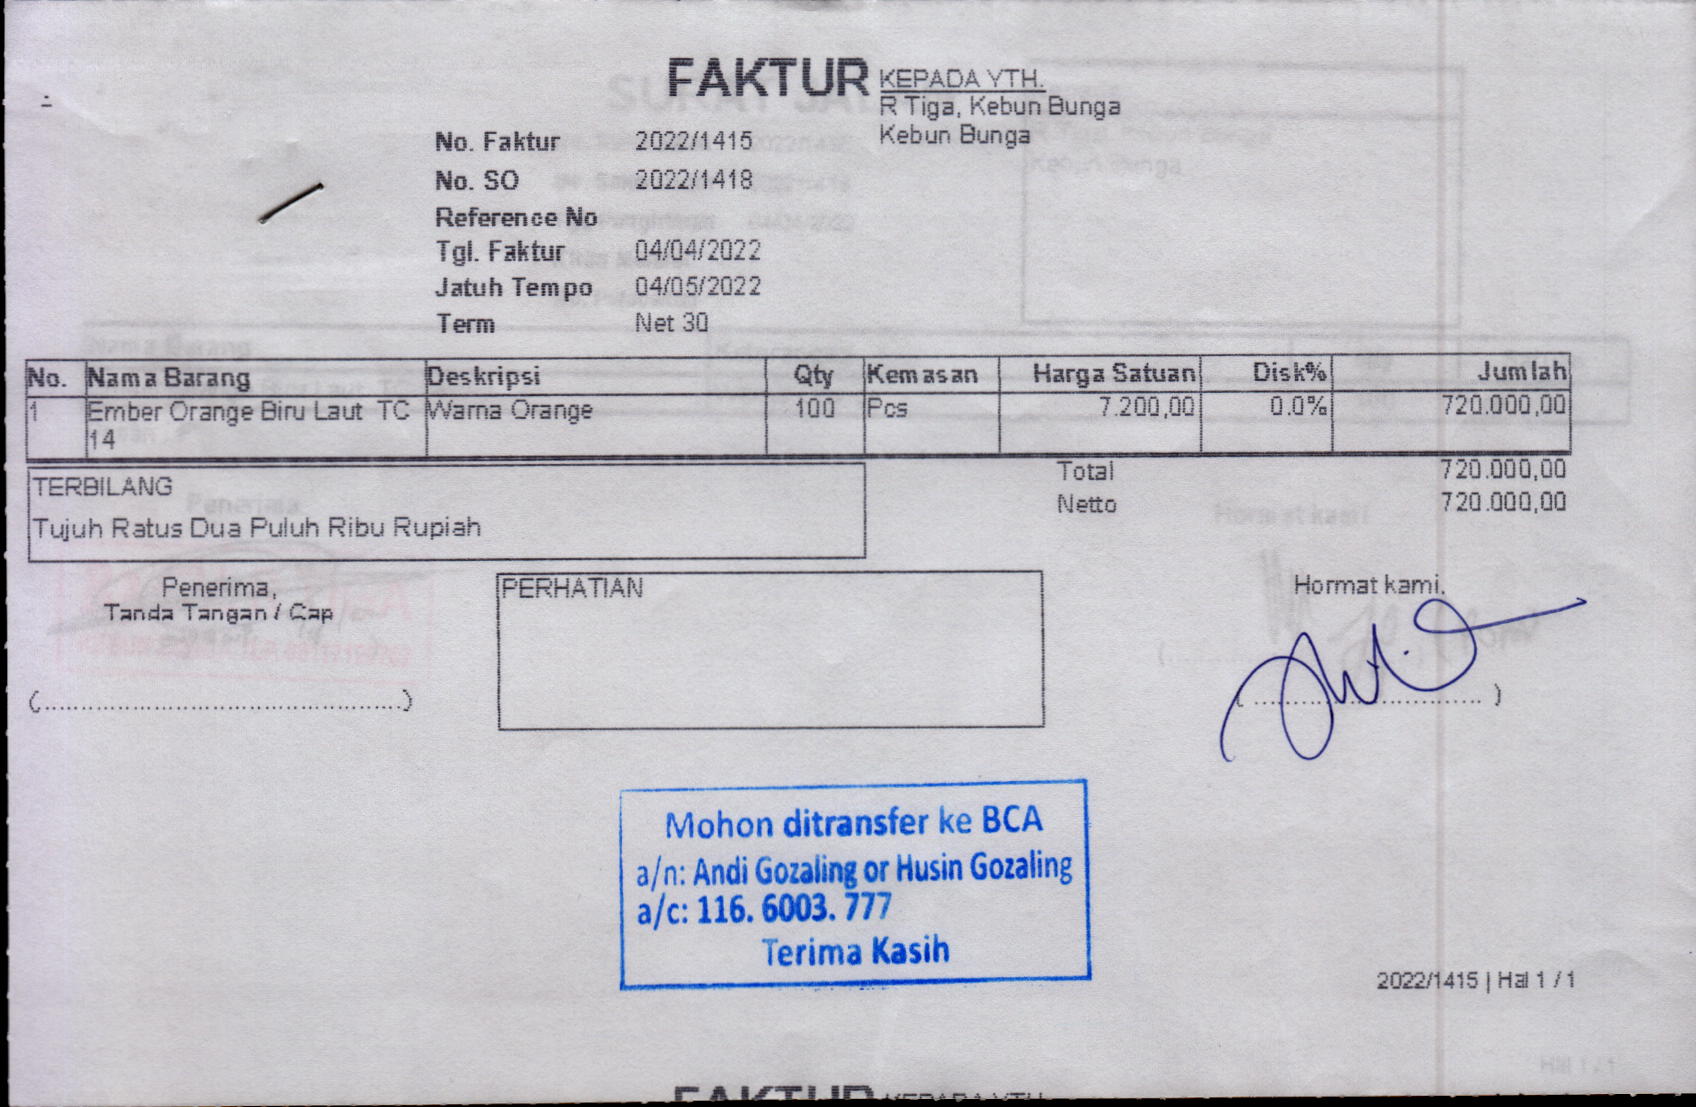 FAKTUR
KEPADA YTH.
R Tiga, Kebun Bunga
Kebun Bunga
No. Faktur 2022/1415
No. SO 2022/1418
Reference No
Tgl. Faktur 04/04/2022
Jatuh Tempo 04/05/2022
Term Net 30
No. Nama Barang Deskripsi Qty Kemasan Harga Satuan Disk% Jumlah
1 Ember Orange Biru Laut TC 14 Warna Orange 100 Pcs 7.200,00 0.0% 720.000,00
Total 720.000,00
Netto 720.000,00
TERBILANG
Tujuh Ratus Dua Puluh Ribu Rupiah
Penerima,
Tanda Tangan / Cap
(................................................)
PERHATIAN
Hormat kami,
(................................)
Mohon ditransfer ke BCA
a/n: Andi Gozaling or Husin Gozaling
a/c: 116. 6003. 777
Terima Kasih
2022/1415 | Hal 1 / 1
FAKTUR KEPADA YTH.